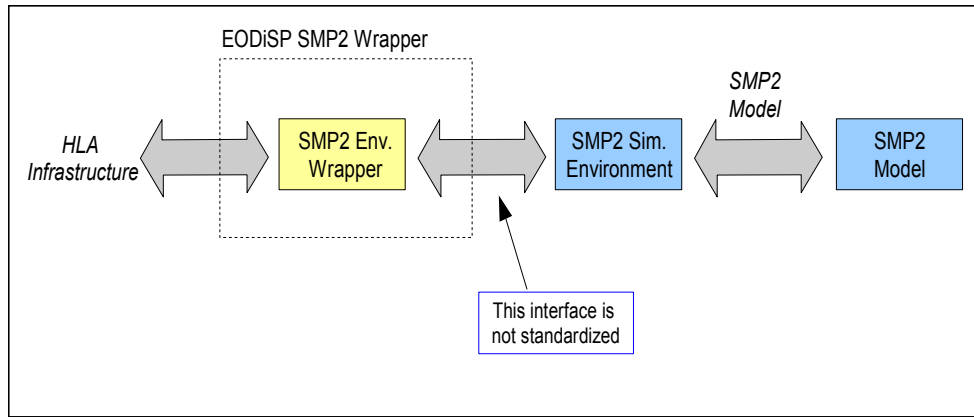 EODiSP SMP2 Wrapper
HLA
Infrastructure
SMP2 Env.
Wrapper
SMP2 Sim.
Environment
SMP2
Model
SMP2
Model
This interface is
not standardized